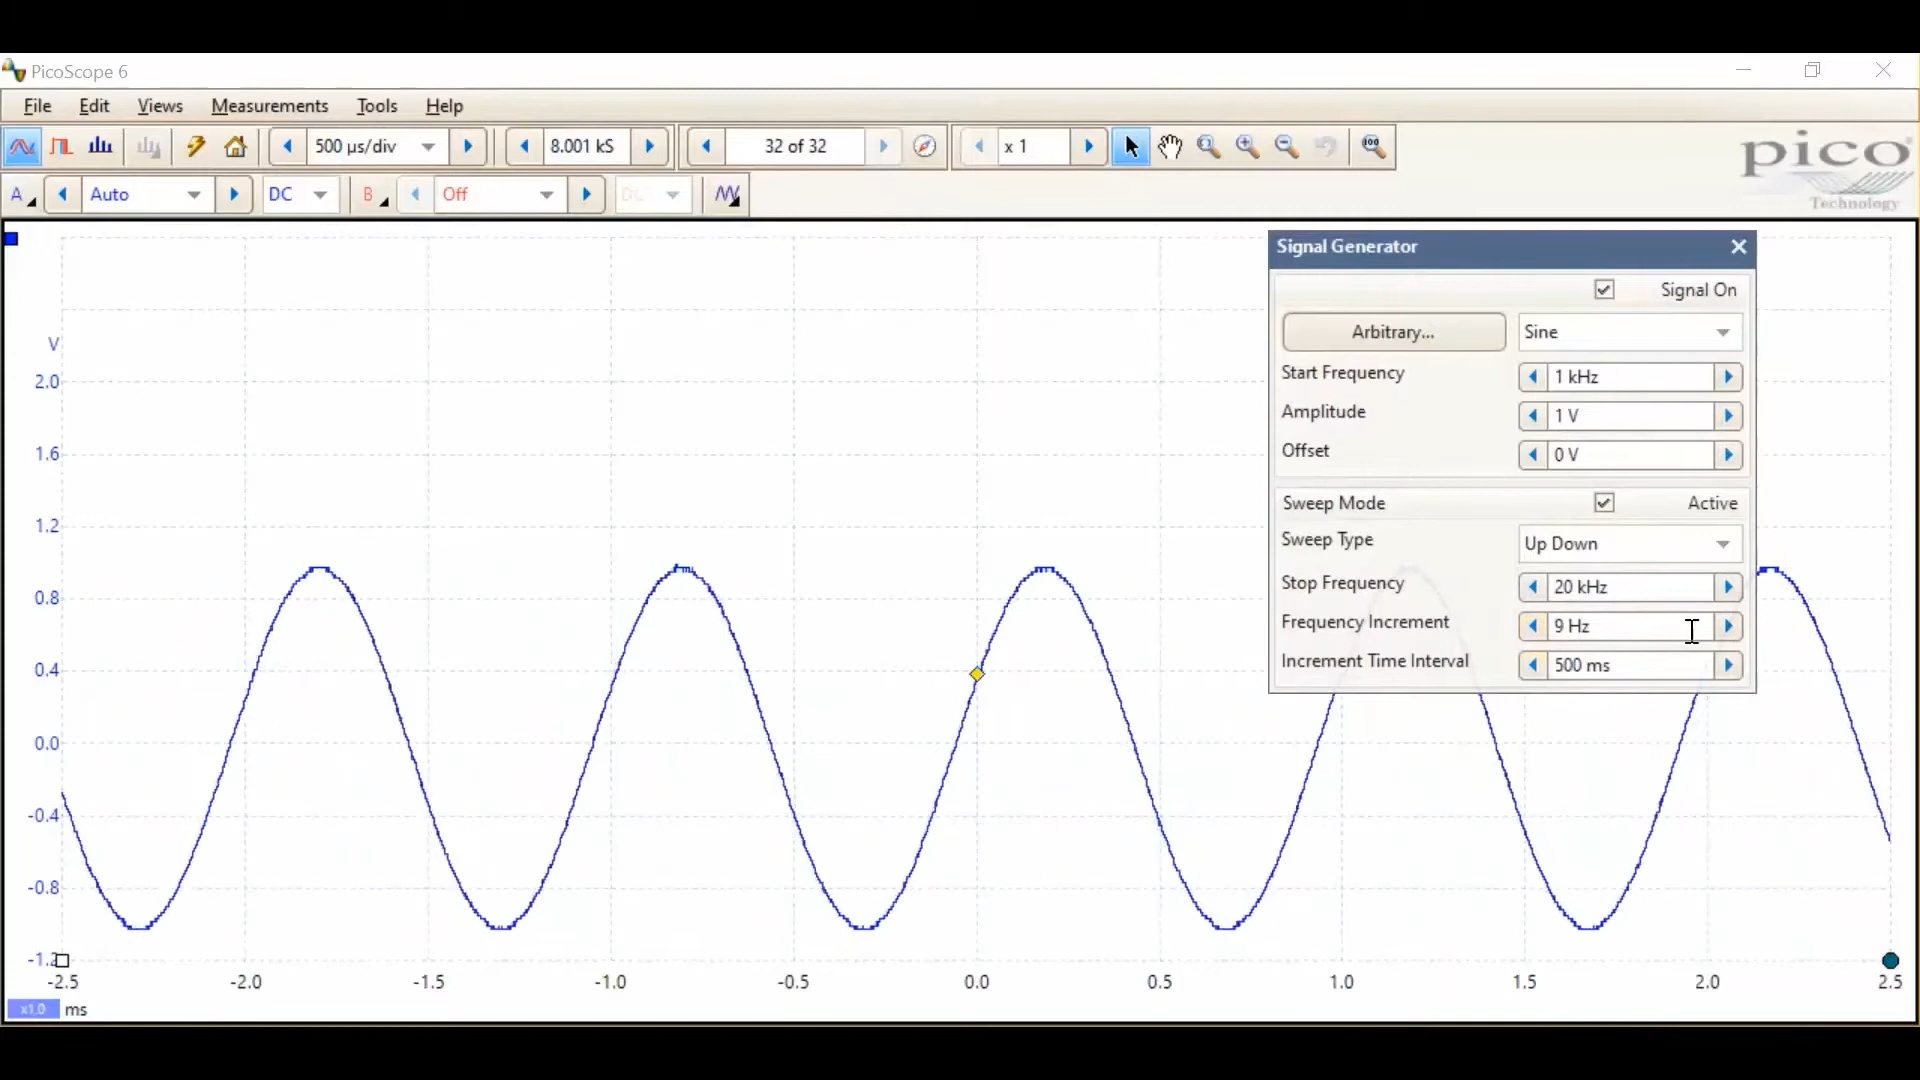 PicoScope 6
File Edit Views Measurements Tools Help
500 µs/div 8.001 kS 32 of 32 x 1
pico
Technology
A Auto DC B Off DC
Signal Generator
Signal On
Arbitrary... Sine
Start Frequency 1 kHz
Amplitude 1 V
Offset 0 V
Sweep Mode Active
Sweep Type Up Down
Stop Frequency 20 kHz
Frequency Increment 9 Hz
Increment Time Interval 500 ms
V
2.0
1.6
1.2
0.8
0.4
0.0
-0.4
-0.8
-1.2
-2.5 -2.0 -1.5 -1.0 -0.5 0.0 0.5 1.0 1.5 2.0 2.5
x1.0 ms